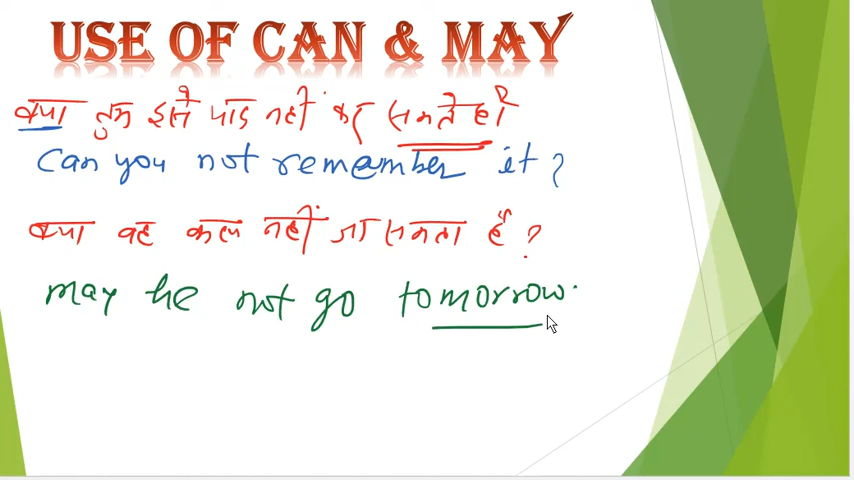 USE OF CAN & MAY
क्या तुम इसे याद नहीं कर सकते हो?
Can you not remember it?
क्या वह कल नहीं जा सकता है?
may he not go tomorrow.